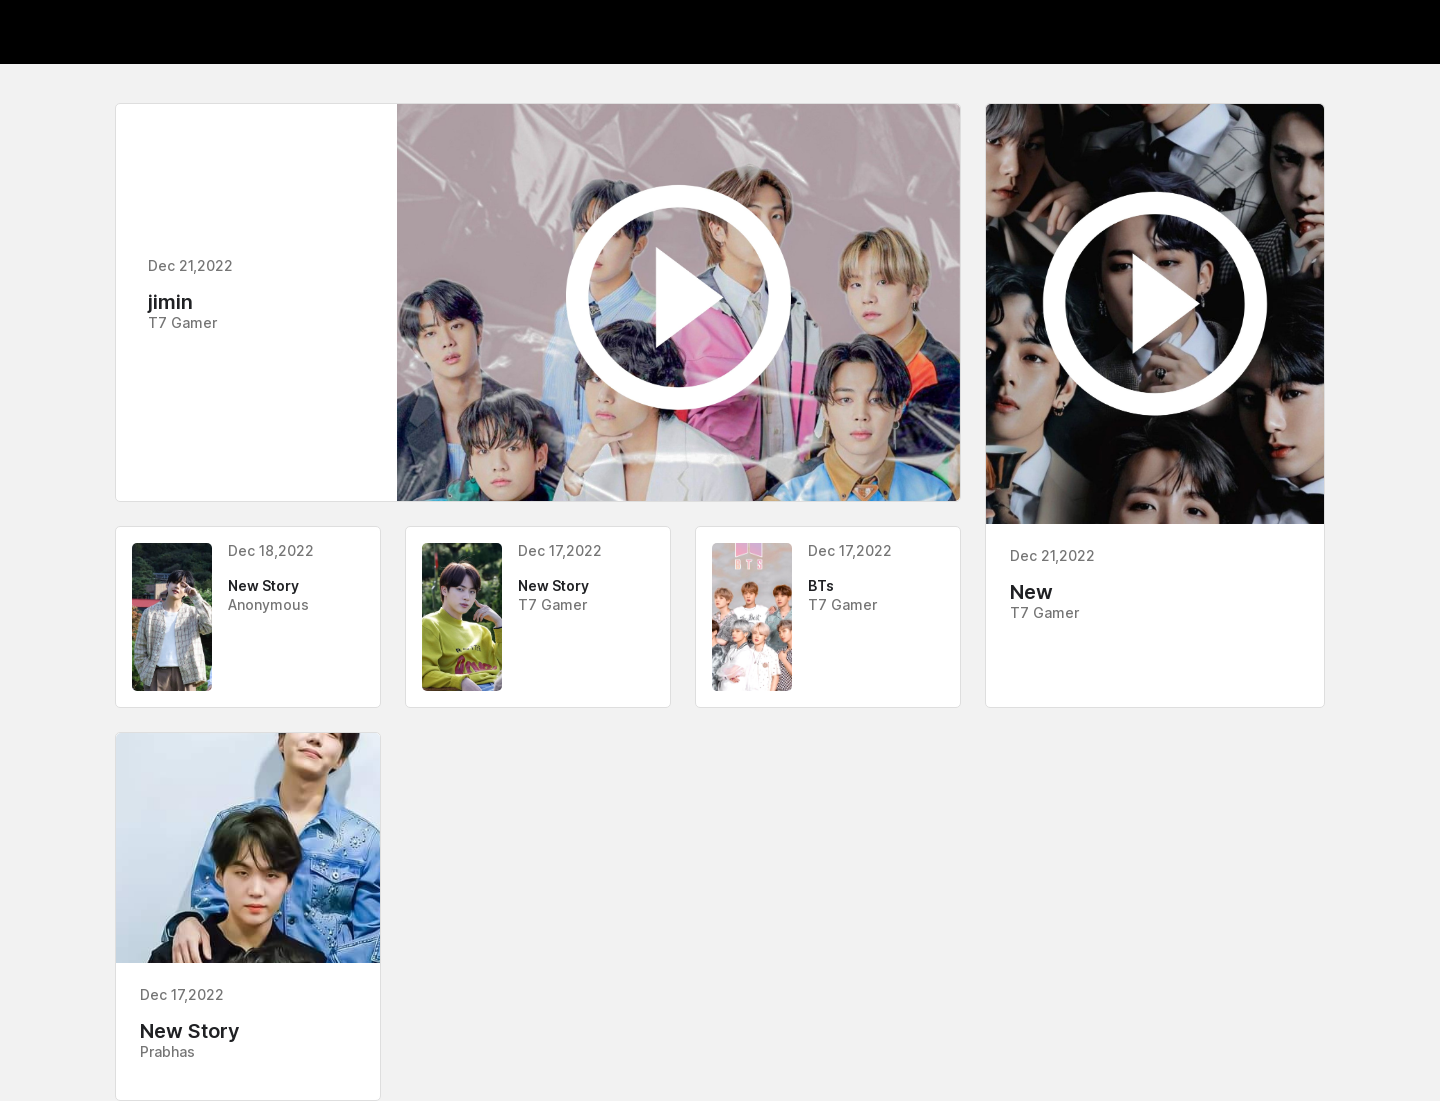 Dec 21,2022
jimin
T7 Gamer
Dec 21,2022
New
T7 Gamer
Dec 18,2022
New Story
Anonymous
Dec 17,2022
New Story
T7 Gamer
BTS
Dec 17,2022
BTs
T7 Gamer
Dec 17,2022
New Story
Prabhas